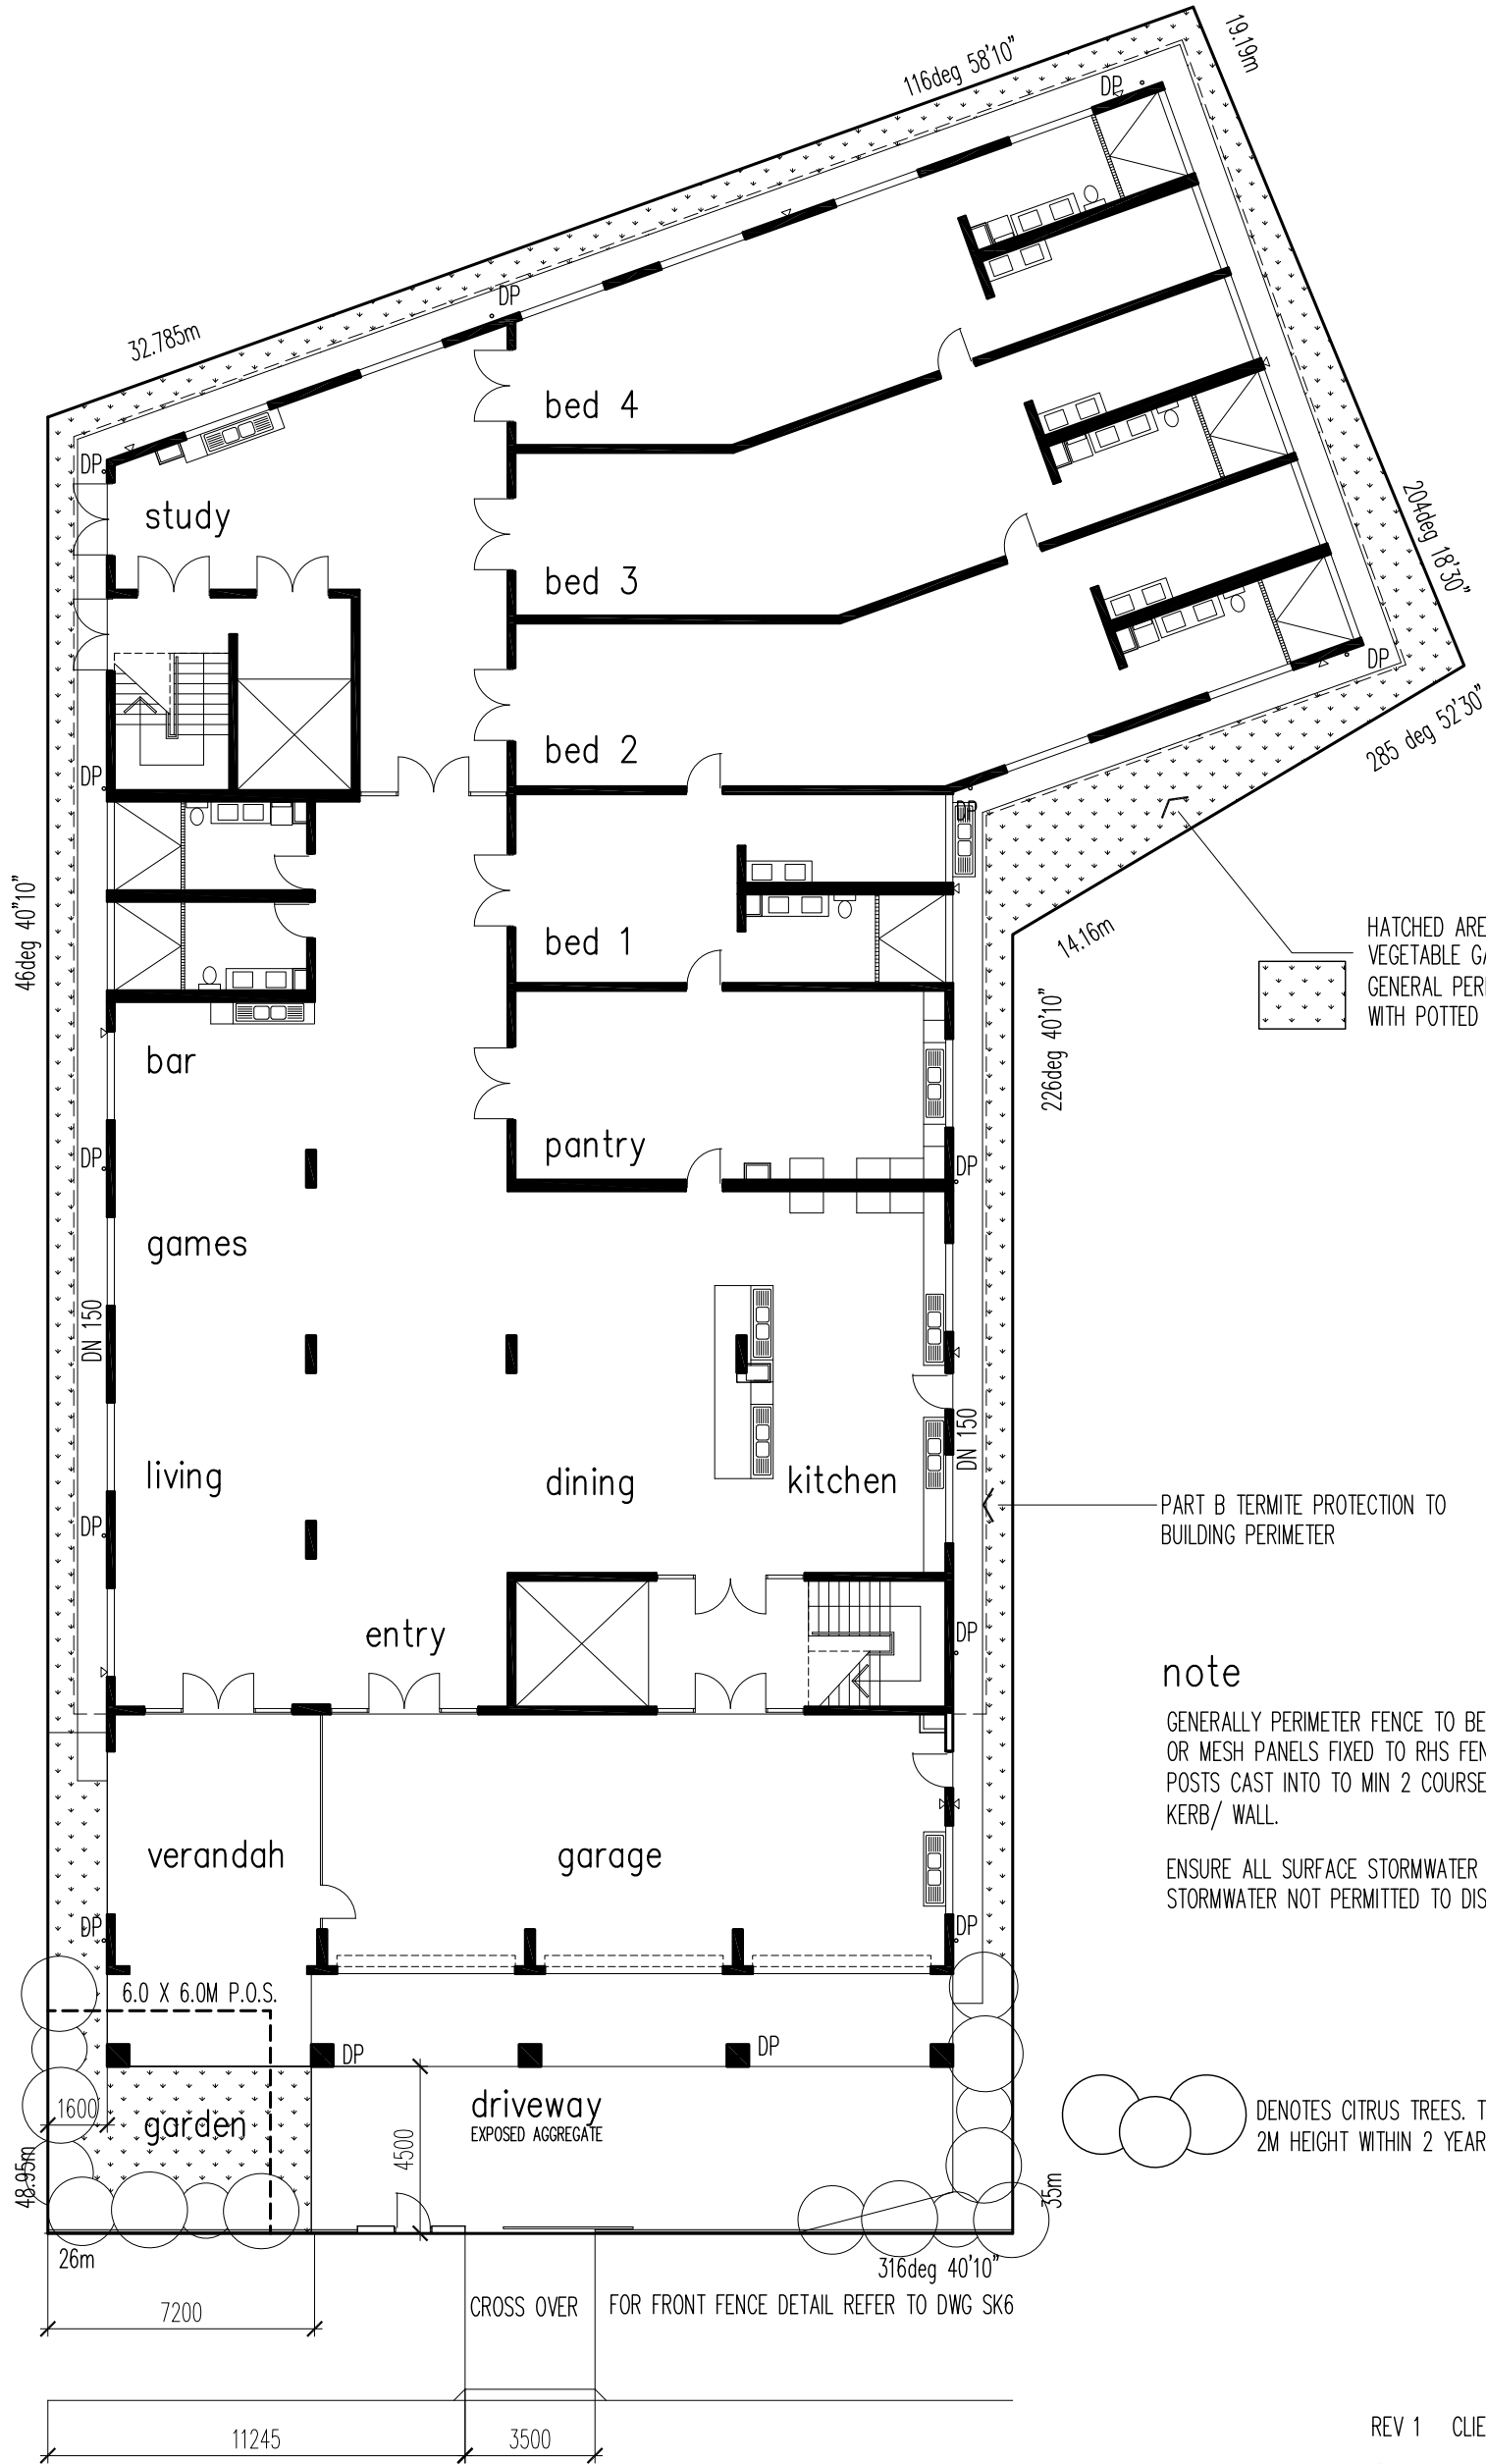 116deg 58'10"
19.19m
DP
DP
32.785m
bed 4
DP
study
204deg 18'30"
bed 3
DP
bed 2
285 deg 52'30"
DP
DP
46deg 40'10"
14.16m
HATCHED ARE
VEGETABLE GA
GENERAL PERI
WITH POTTED
bed 1
226deg 40'10"
bar
pantry
DP
DP
games
DN 150
living
dining
kitchen
DN 150
PART B TERMITE PROTECTION TO
BUILDING PERIMETER
DP
entry
DP
note
GENERALLY PERIMETER FENCE TO BE
OR MESH PANELS FIXED TO RHS FEN
POSTS CAST INTO TO MIN 2 COURSE
KERB/ WALL.
verandah
garage
ENSURE ALL SURFACE STORMWATER
STORMWATER NOT PERMITTED TO DIS
DP
DP
6.0 X 6.0M P.O.S.
DP
DP
1600
garden
driveway
EXPOSED AGGREGATE
4500
DENOTES CITRUS TREES. T
2M HEIGHT WITHIN 2 YEAR
48.95m
35m
26m
316deg 40'10"
7200
CROSS OVER
FOR FRONT FENCE DETAIL REFER TO DWG SK6
11245
3500
REV 1 CLIE